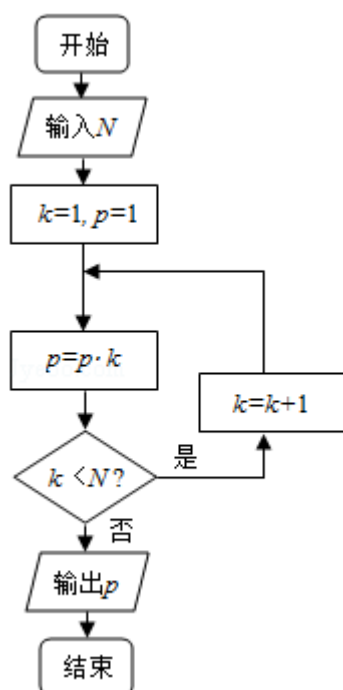 开始
输入N
k=1, p=1
p=p·k
k=k+1
k<N?
是
否
输出p
结束